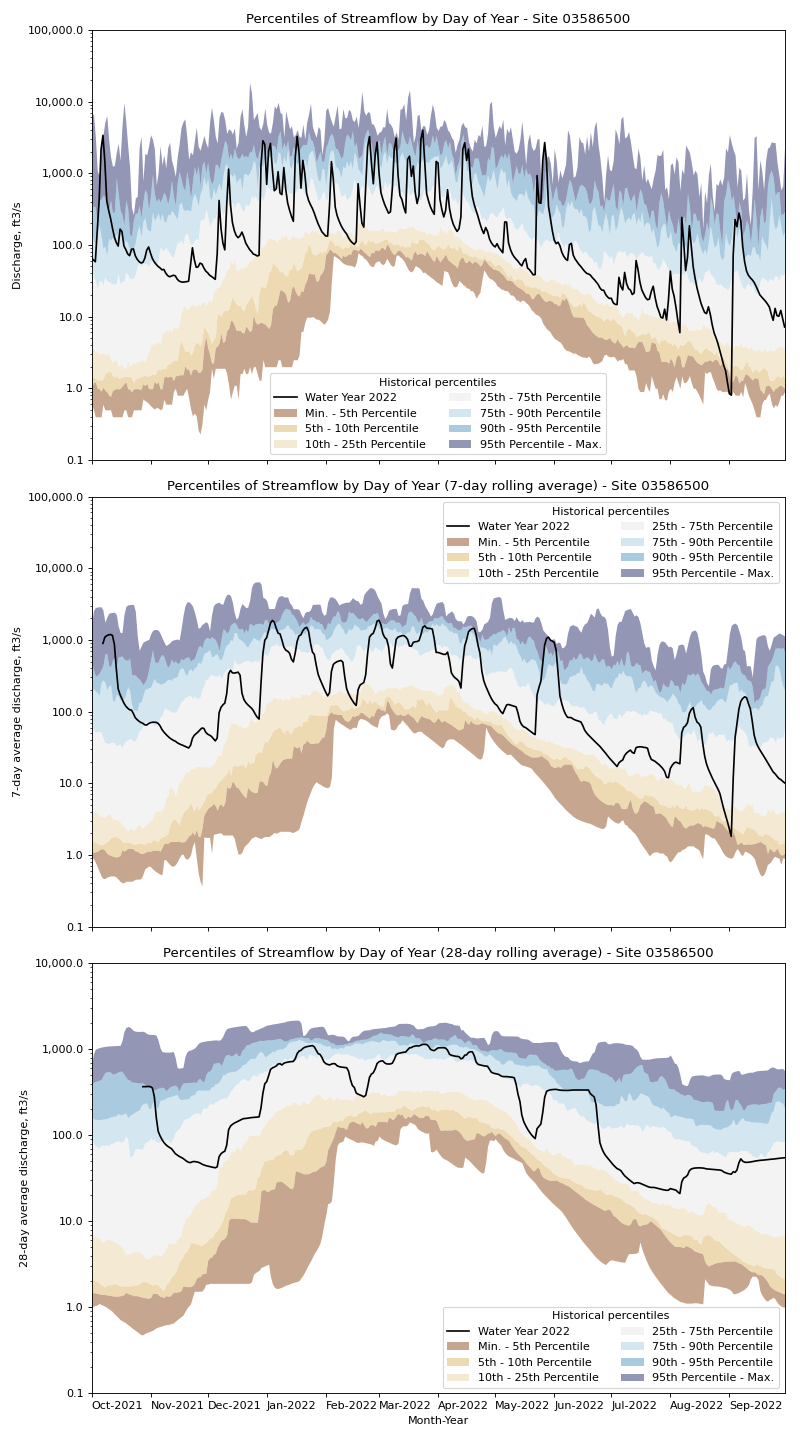 Percentiles of Streamflow by Day of Year - Site 03586500
100,000.0
10,000.0
1,000.0
100.0
10.0
1.0
0.1
Discharge, ft3/s
Historical percentiles
Water Year 2022
Min. - 5th Percentile
5th - 10th Percentile
10th - 25th Percentile
25th - 75th Percentile
75th - 90th Percentile
90th - 95th Percentile
95th Percentile - Max.
Percentiles of Streamflow by Day of Year (7-day rolling average) - Site 03586500
100,000.0
10,000.0
1,000.0
100.0
10.0
1.0
0.1
7-day average discharge, ft3/s
Historical percentiles
Water Year 2022
Min. - 5th Percentile
5th - 10th Percentile
10th - 25th Percentile
25th - 75th Percentile
75th - 90th Percentile
90th - 95th Percentile
95th Percentile - Max.
Percentiles of Streamflow by Day of Year (28-day rolling average) - Site 03586500
10,000.0
1,000.0
100.0
10.0
1.0
0.1
28-day average discharge, ft3/s
Historical percentiles
Water Year 2022
Min. - 5th Percentile
5th - 10th Percentile
10th - 25th Percentile
25th - 75th Percentile
75th - 90th Percentile
90th - 95th Percentile
95th Percentile - Max.
Oct-2021 Nov-2021 Dec-2021 Jan-2022 Feb-2022 Mar-2022 Apr-2022 May-2022 Jun-2022 Jul-2022 Aug-2022 Sep-2022
Month-Year